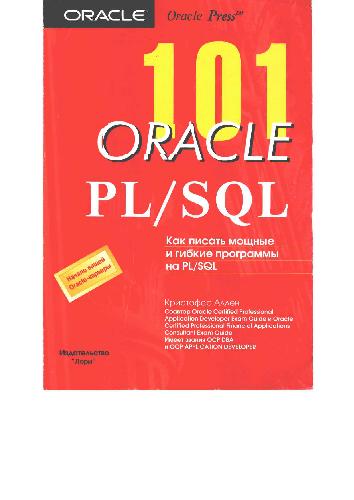 ORACLE
Oracle Press™
101
ORACLE
PL/SQL
Как писать мощные
и гибкие программы
на PL/SQL
Начало вашей
Oracle-карьеры
Кристофер Аллен
Соавтор Oracle Certified Professional
Application Developer Exam Guide и Oracle
Certified Professional Financial Applications
Consultant Exam Guide
Имеет звания OCP DBA
и OCP APPLICATION DEVELOPER
Издательство
"Лори"